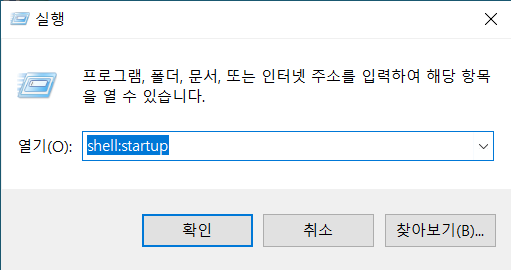 실행
프로그램, 폴더, 문서, 또는 인터넷 주소를 입력하여 해당 항목
을 열 수 있습니다.
열기(O): shell:startup
확인 취소 찾아보기(B)...